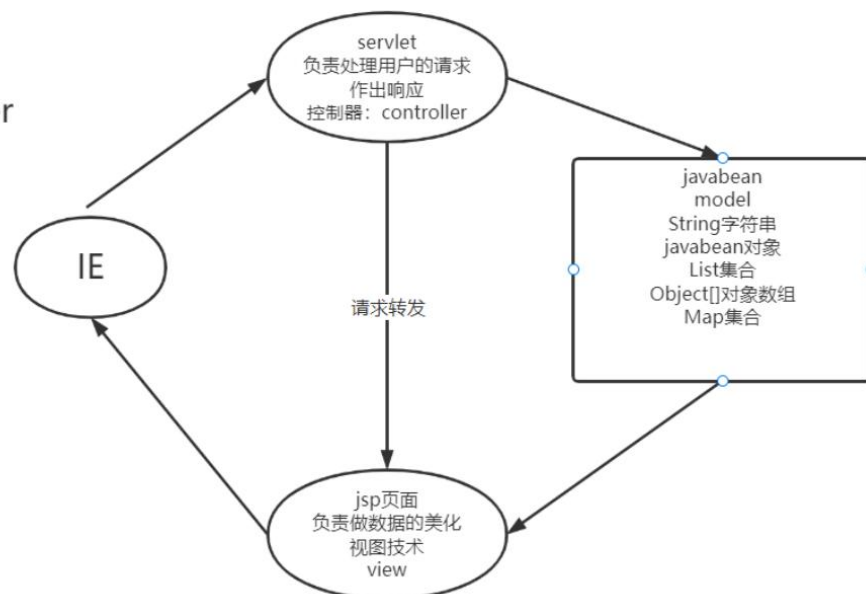 servlet
负责处理用户的请求
作出响应
控制器：controller
r
IE
请求转发
javabean
model
String字符串
javabean对象
List集合
Object[]对象数组
Map集合
jsp页面
负责做数据的美化
视图技术
view